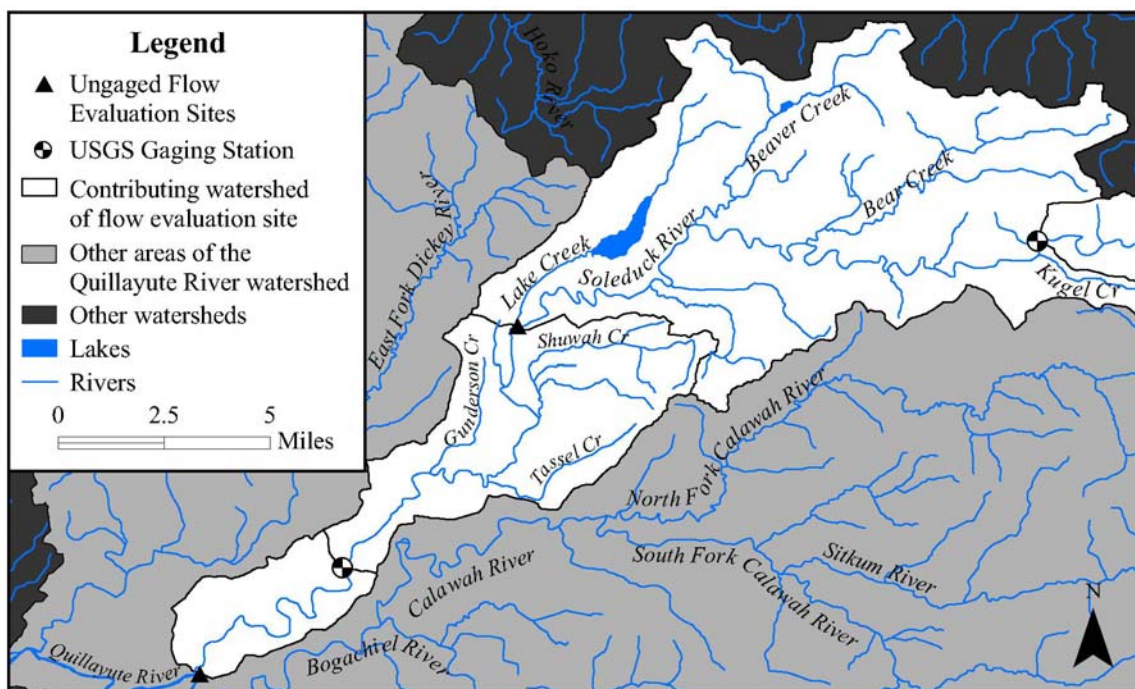 Legend
Ungaged Flow
Evaluation Sites
USGS Gaging Station
Contributing watershed
of flow evaluation site
Other areas of the
Quillayute River watershed
Other watersheds
Lakes
Rivers
0 2.5 5
Miles
Hoko River
Beaver Creek
Bear Creek
East Fork Dickey River
Lake Creek
Soleduck River
Kugel Cr
Shuwah Cr
Gunderson Cr
Tassel Cr
North Fork Calawah River
South Fork Calawah River
Sitkum River
Calawah River
Bogachiel River
Quillayute River
N